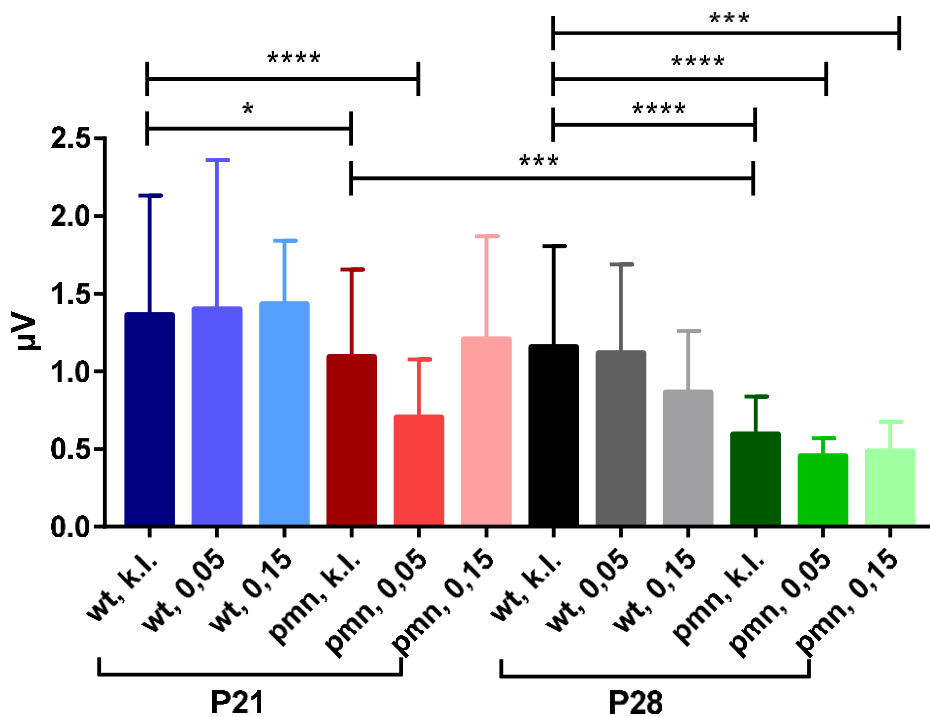 ***
****
****
*
****
***
2.5
2.0
1.5
1.0
0.5
0.0
µV
wt, k.l.
wt, 0,05
wt, 0,15
pmn, k.l.
pmn, 0,05
pmn, 0,15
wt, k.l.
wt, 0,05
wt, 0,15
pmn, k.l.
pmn, 0,05
pmn, 0,15
P21
P28